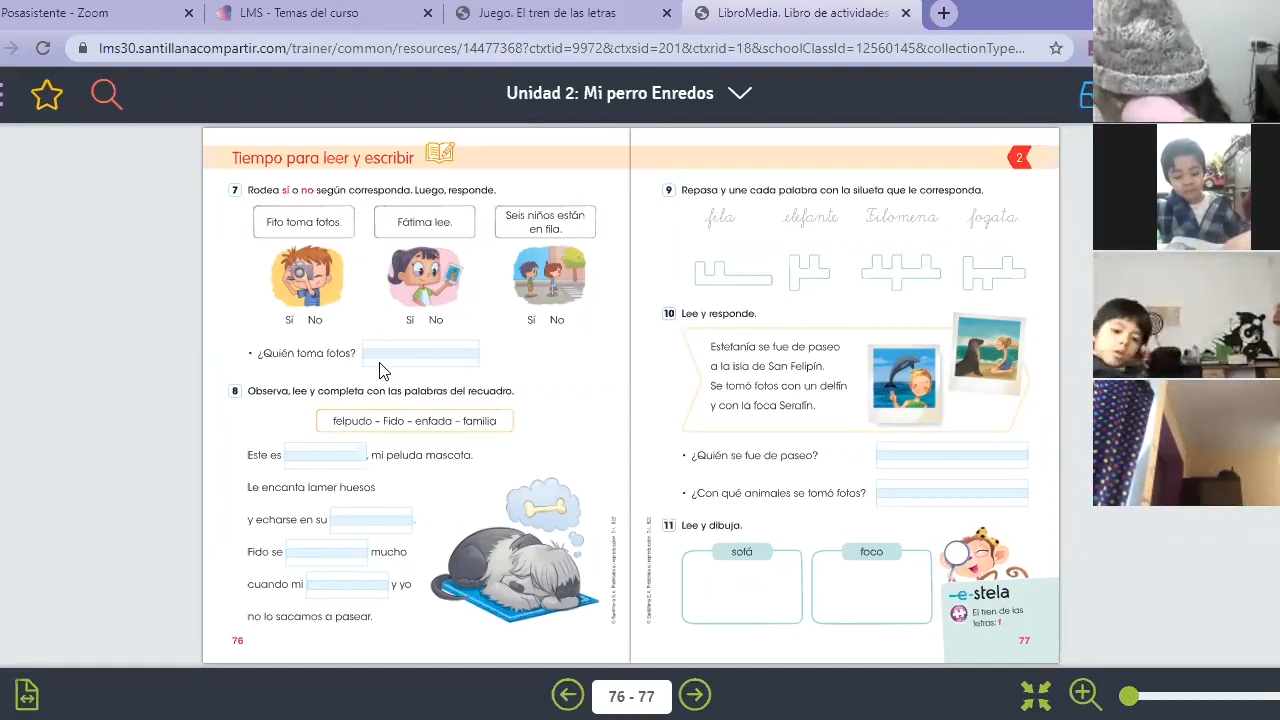 Posasistente - Zoom
LMS - Temas del curso
Juego. El tren de las letras
LibroMedia. Libro de actividades
lms30.santillanacompartir.com/trainer/common/resources/14477368?ctxtid=9972&ctxsid=201&ctxrid=18&schoolClassId=12560145&collectionType...
Unidad 2: Mi perro Enredos
Tiempo para leer y escribir
7 Rodea sí o no según corresponda. Luego, responde.
Fito toma fotos.
Fátima lee.
Seis niños están
en fila.
Sí No
Sí No
Sí No
• ¿Quién toma fotos?
8 Observa, lee y completa con las palabras del recuadro.
felpudo - Fido - enfada - familia
Este es , mi peluda mascota.
Le encanta lamer huesos
y echarse en su .
Fido se mucho
cuando mi y yo
no lo sacamos a pasear.
76
2
9 Repasa y une cada palabra con la silueta que le corresponda.
fila elefante Filomena fogata
10 Lee y responde.
Estefanía se fue de paseo
a la isla de San Felipín.
Se tomó fotos con un delfín
y con la foca Serafín.
• ¿Quién se fue de paseo?
• ¿Con qué animales se tomó fotos?
11 Lee y dibuja.
sofá
foco
e-stela
El tren de las
letras: f
77
76 - 77